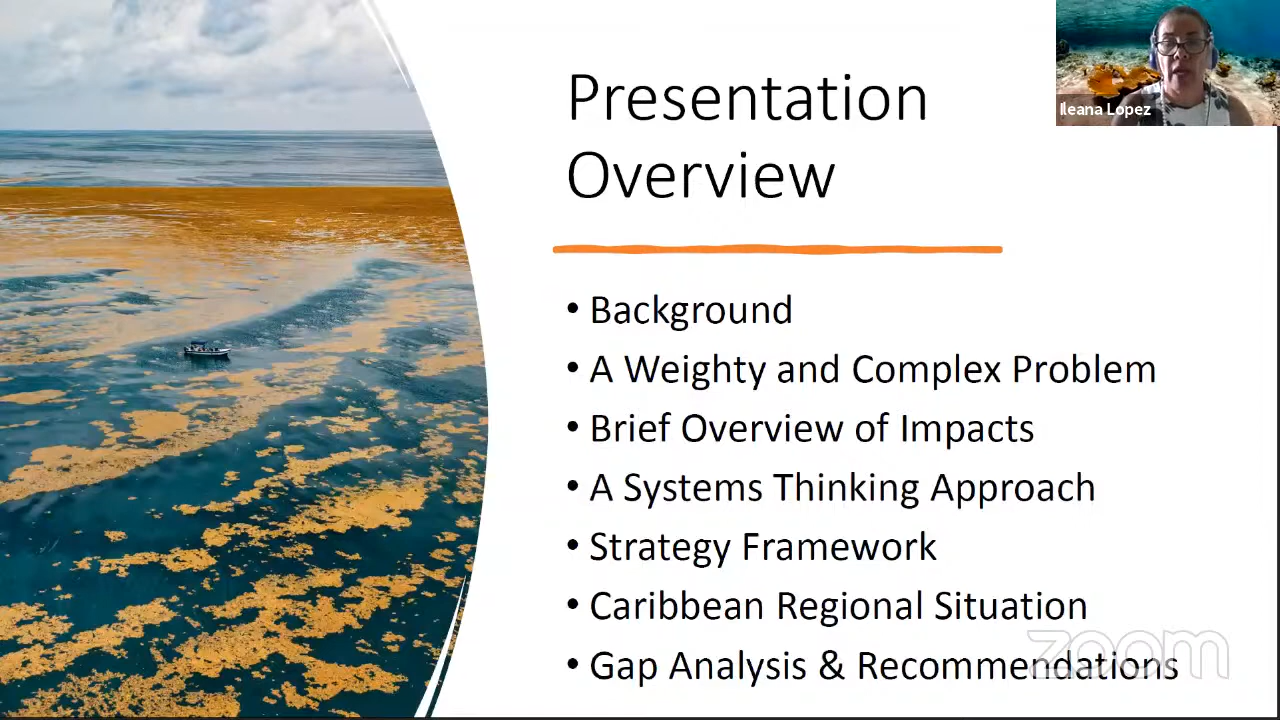 Presentation
Overview
Ileana Lopez
• Background
• A Weighty and Complex Problem
• Brief Overview of Impacts
• A Systems Thinking Approach
• Strategy Framework
• Caribbean Regional Situation
• Gap Analysis & Recommendations
zoom